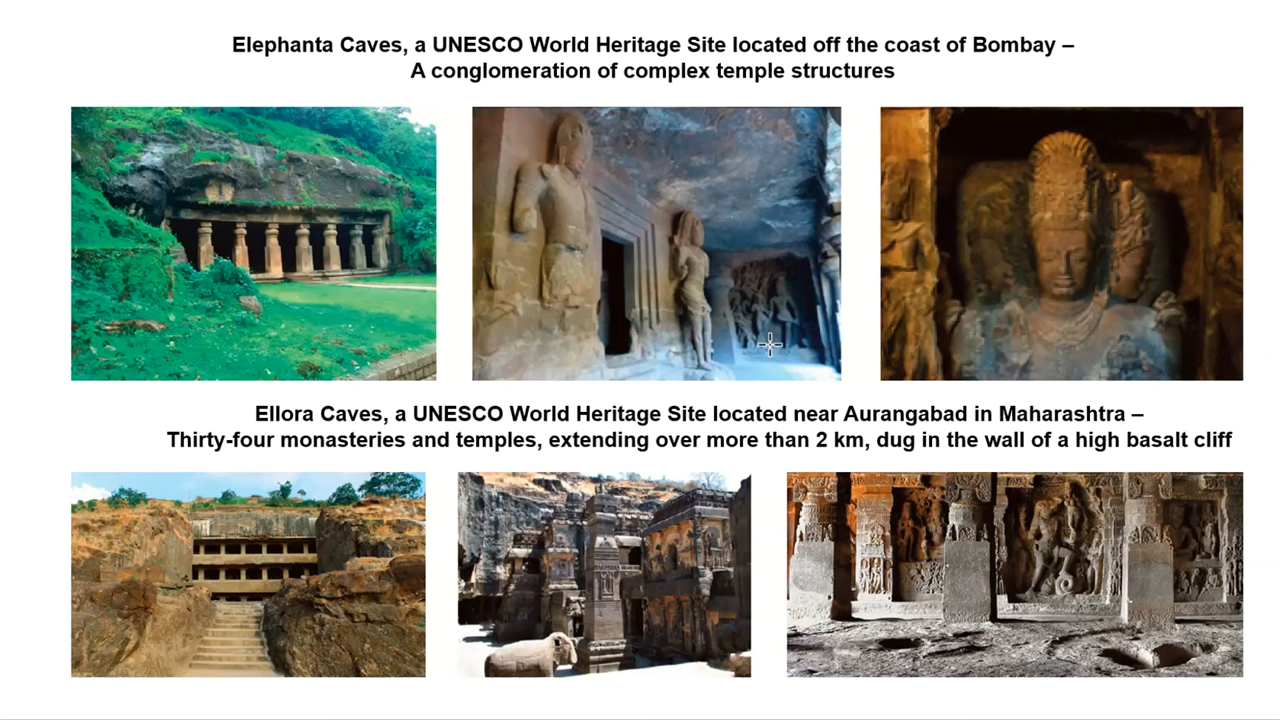 Elephanta Caves, a UNESCO World Heritage Site located off the coast of Bombay –
A conglomeration of complex temple structures
Ellora Caves, a UNESCO World Heritage Site located near Aurangabad in Maharashtra –
Thirty-four monasteries and temples, extending over more than 2 km, dug in the wall of a high basalt cliff